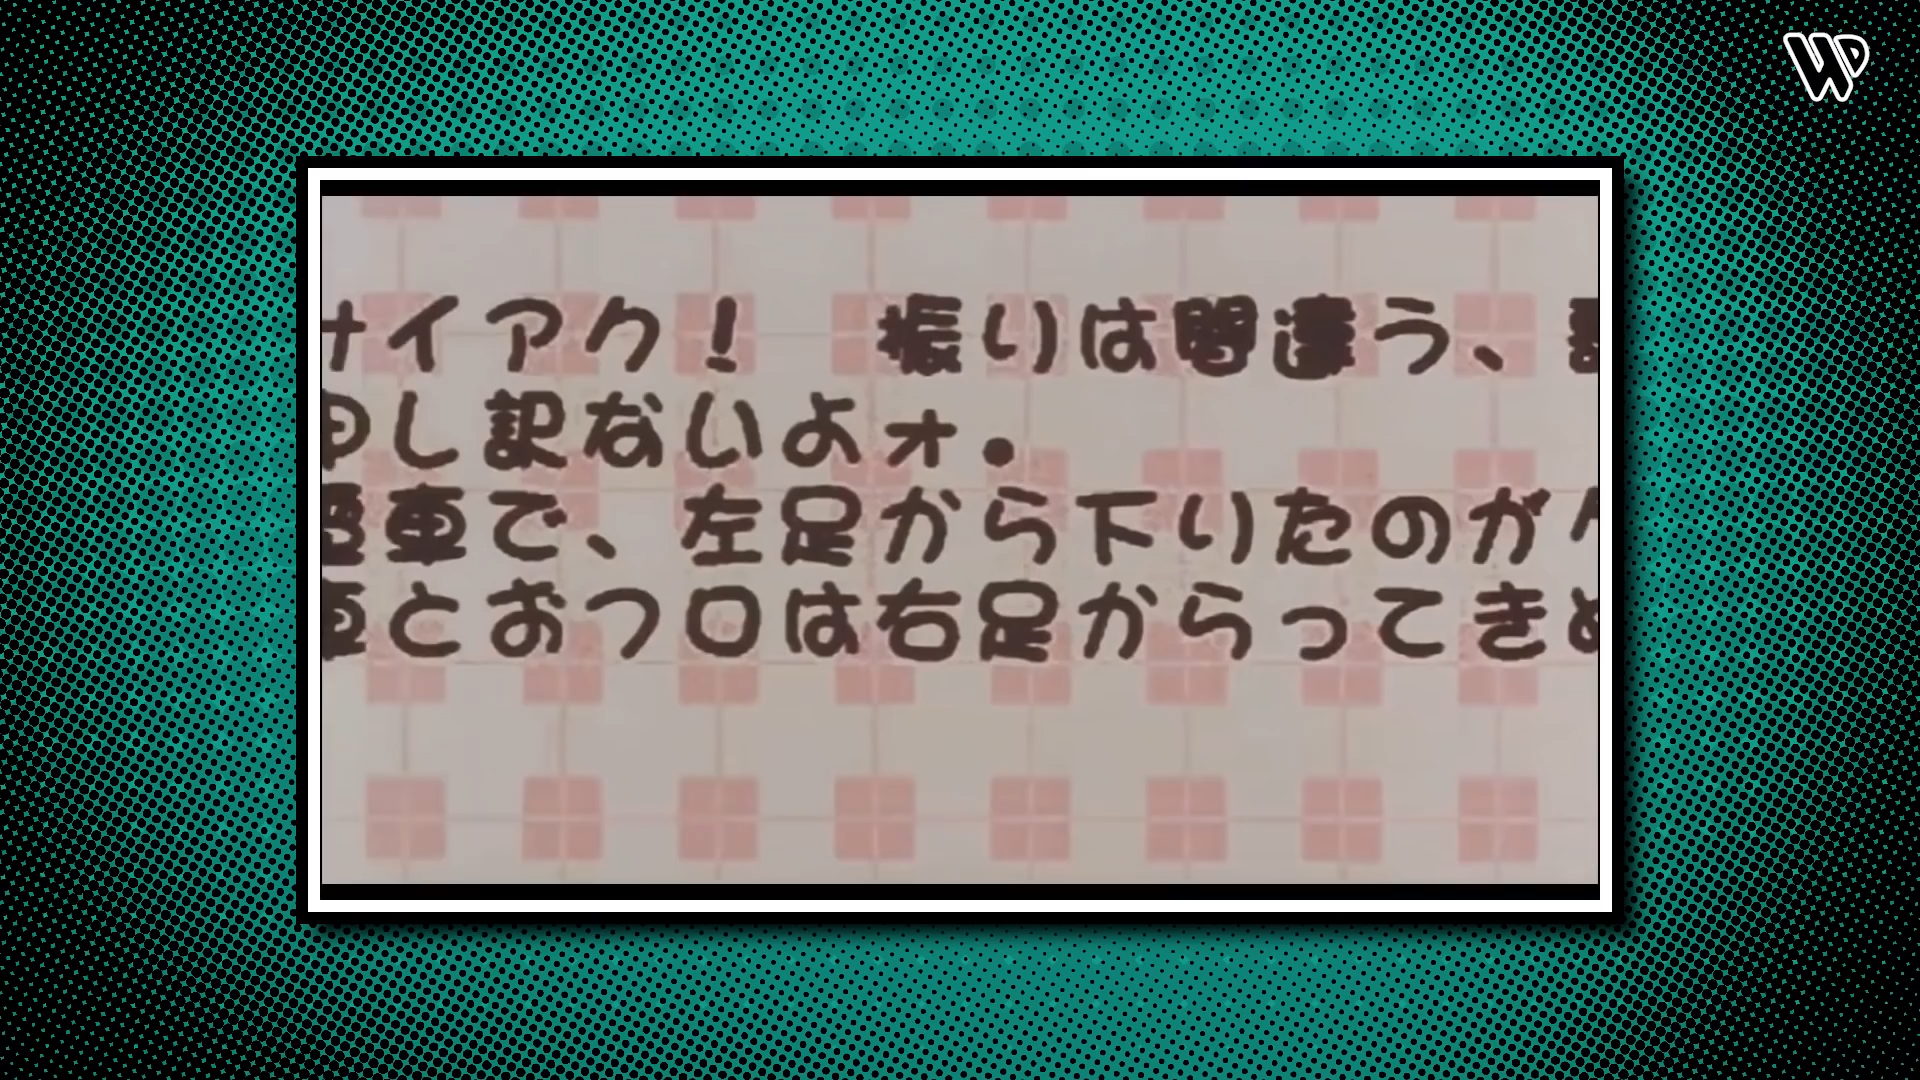 サイアク！ 振りは間違う、
申し訳ないよォ。
電車で、左足から下りたのが
車とおフロは右足からってき
WD